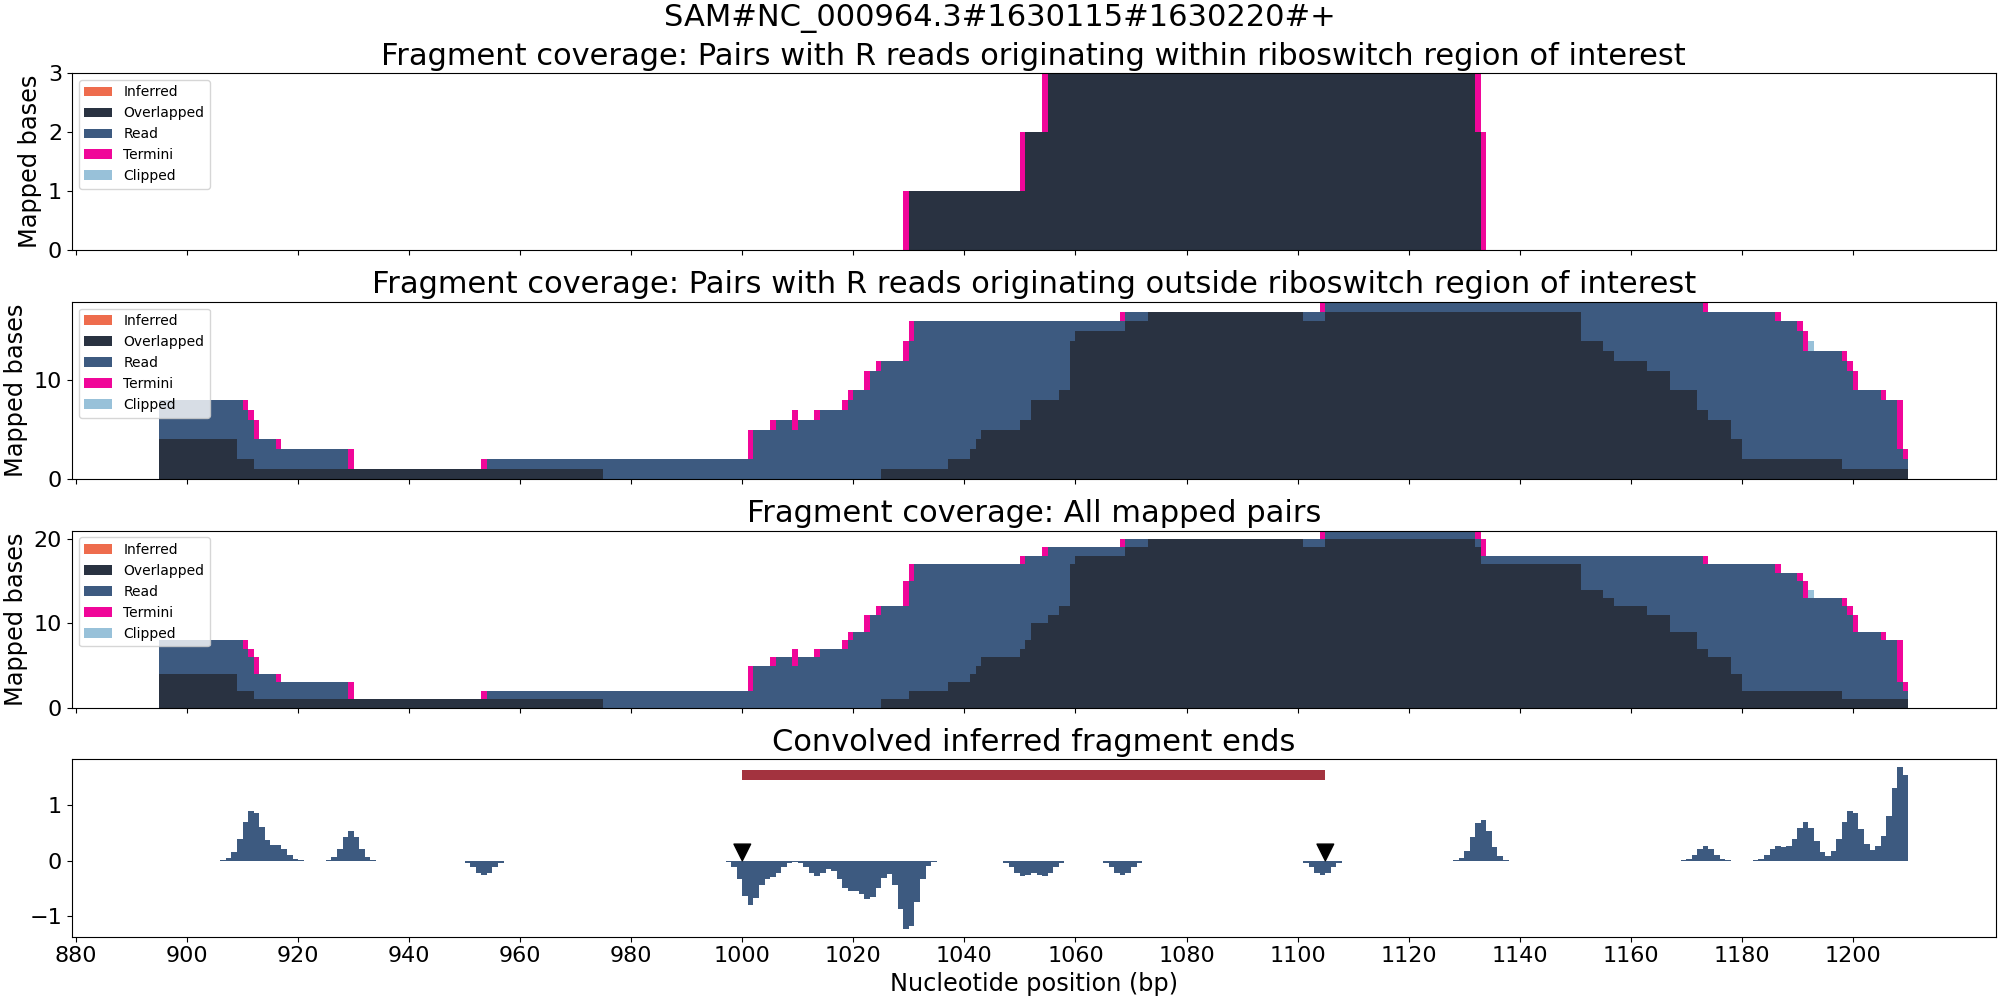 SAM#NC_000964.3#1630115#1630220#+
Fragment coverage: Pairs with R reads originating within riboswitch region of interest
Mapped bases
3
2
1
0
Inferred
Overlapped
Read
Termini
Clipped
Fragment coverage: Pairs with R reads originating outside riboswitch region of interest
Mapped bases
10
0
Inferred
Overlapped
Read
Termini
Clipped
Fragment coverage: All mapped pairs
Mapped bases
20
10
0
Inferred
Overlapped
Read
Termini
Clipped
Convolved inferred fragment ends
1
0
−1
880 900 920 940 960 980 1000 1020 1040 1060 1080 1100 1120 1140 1160 1180 1200
Nucleotide position (bp)